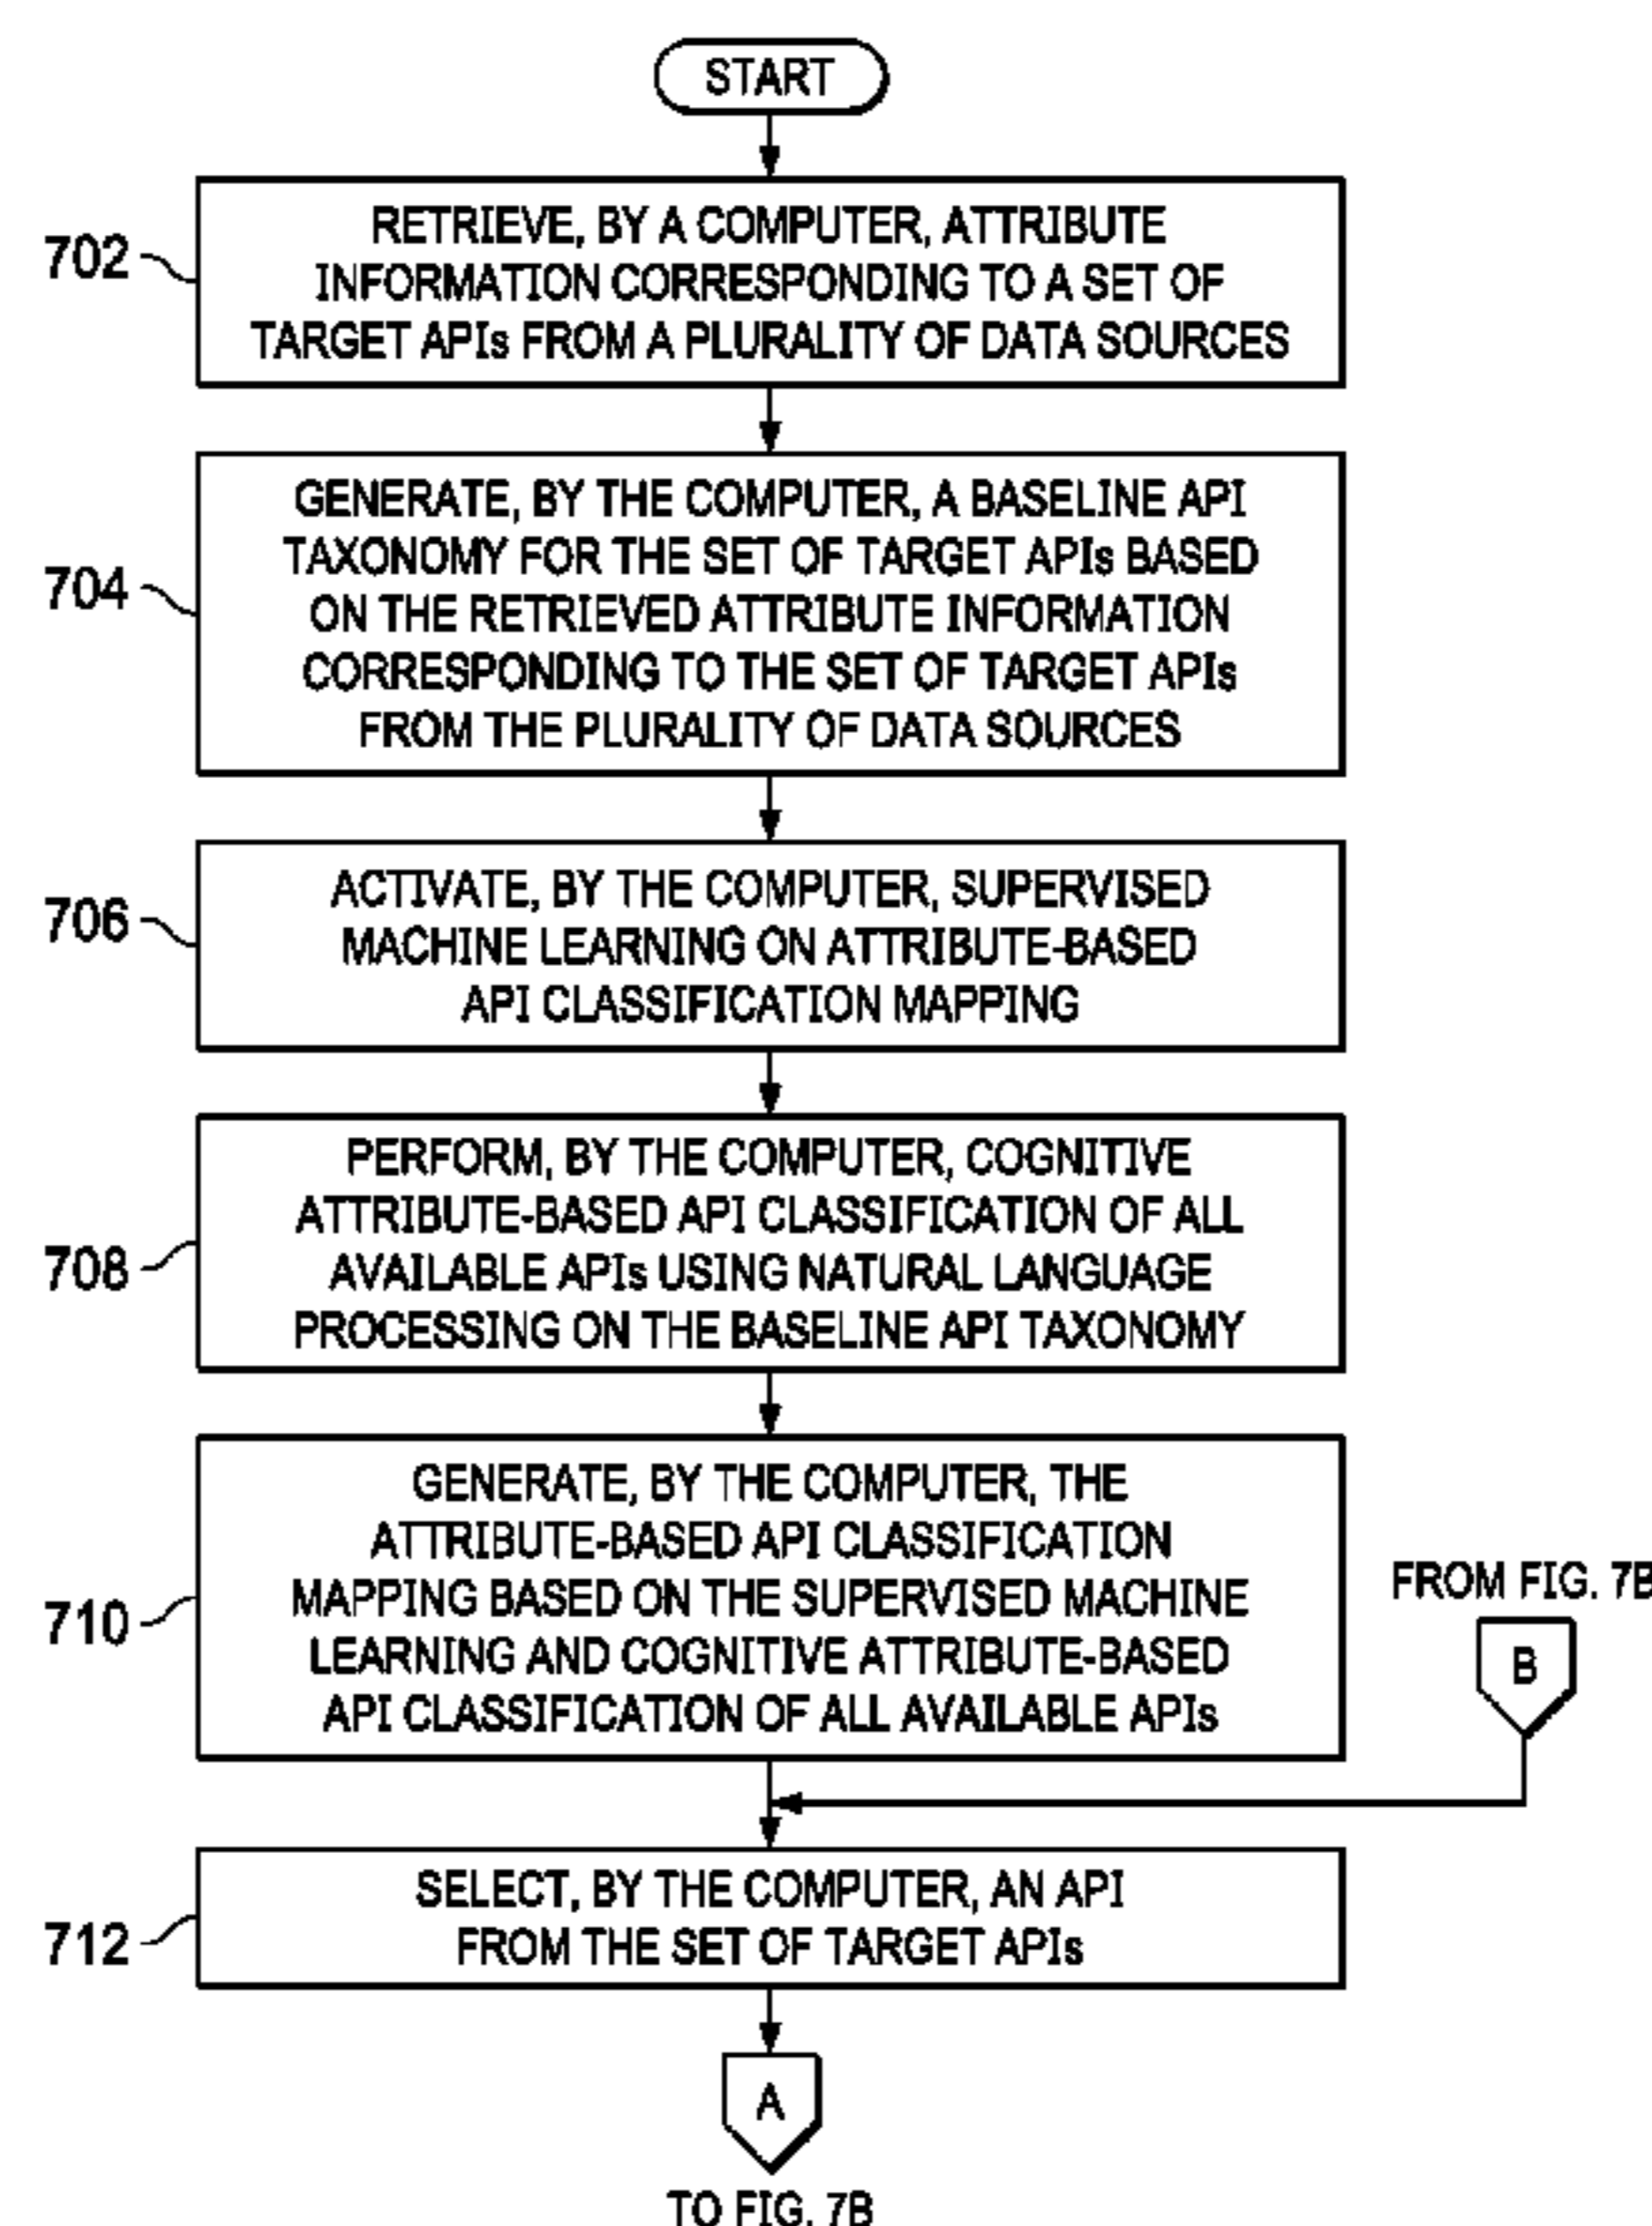 START
702
RETRIEVE, BY A COMPUTER, ATTRIBUTE
INFORMATION CORRESPONDING TO A SET OF
TARGET APIs FROM A PLURALITY OF DATA SOURCES
704
GENERATE, BY THE COMPUTER, A BASELINE API
TAXONOMY FOR THE SET OF TARGET APIs BASED
ON THE RETRIEVED ATTRIBUTE INFORMATION
CORRESPONDING TO THE SET OF TARGET APIs
FROM THE PLURALITY OF DATA SOURCES
706
ACTIVATE, BY THE COMPUTER, SUPERVISED
MACHINE LEARNING ON ATTRIBUTE-BASED
API CLASSIFICATION MAPPING
708
PERFORM, BY THE COMPUTER, COGNITIVE
ATTRIBUTE-BASED API CLASSIFICATION OF ALL
AVAILABLE APIs USING NATURAL LANGUAGE
PROCESSING ON THE BASELINE API TAXONOMY
710
GENERATE, BY THE COMPUTER, THE
ATTRIBUTE-BASED API CLASSIFICATION
MAPPING BASED ON THE SUPERVISED MACHINE
LEARNING AND COGNITIVE ATTRIBUTE-BASED
API CLASSIFICATION OF ALL AVAILABLE APIs
FROM FIG. 7B
B
712
SELECT, BY THE COMPUTER, AN API
FROM THE SET OF TARGET APIs
A
TO FIG. 7B